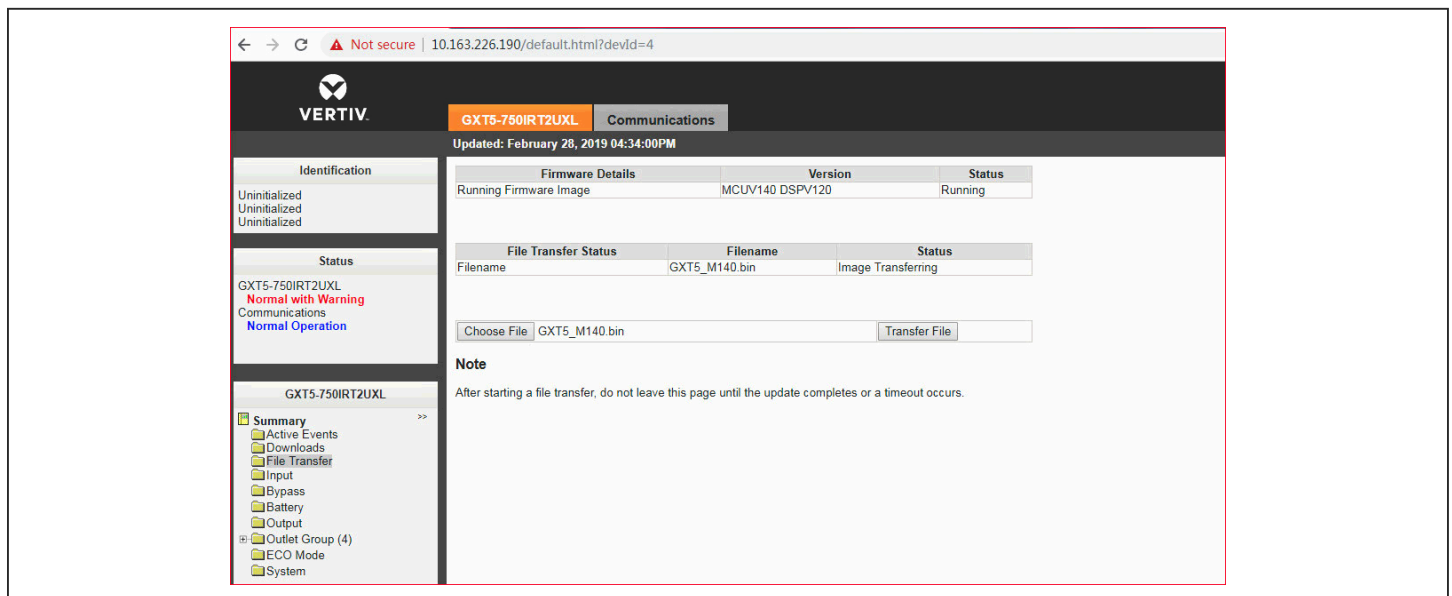 Not secure | 10.163.226.190/default.html?devId=4
VERTIV.
GXT5-750IRT2UXL Communications
Updated: February 28, 2019 04:34:00PM
Identification
Uninitialized
Uninitialized
Uninitialized
Status
GXT5-750IRT2UXL
Normal with Warning
Communications
Normal Operation
GXT5-750IRT2UXL
Summary >>
Active Events
Downloads
File Transfer
Input
Bypass
Battery
Output
Outlet Group (4)
ECO Mode
System
Firmware Details Version Status
Running Firmware Image MCUV140 DSPV120 Running
File Transfer Status Filename Status
Filename GXT5_M140.bin Image Transferring
Choose File GXT5_M140.bin Transfer File
Note
After starting a file transfer, do not leave this page until the update completes or a timeout occurs.